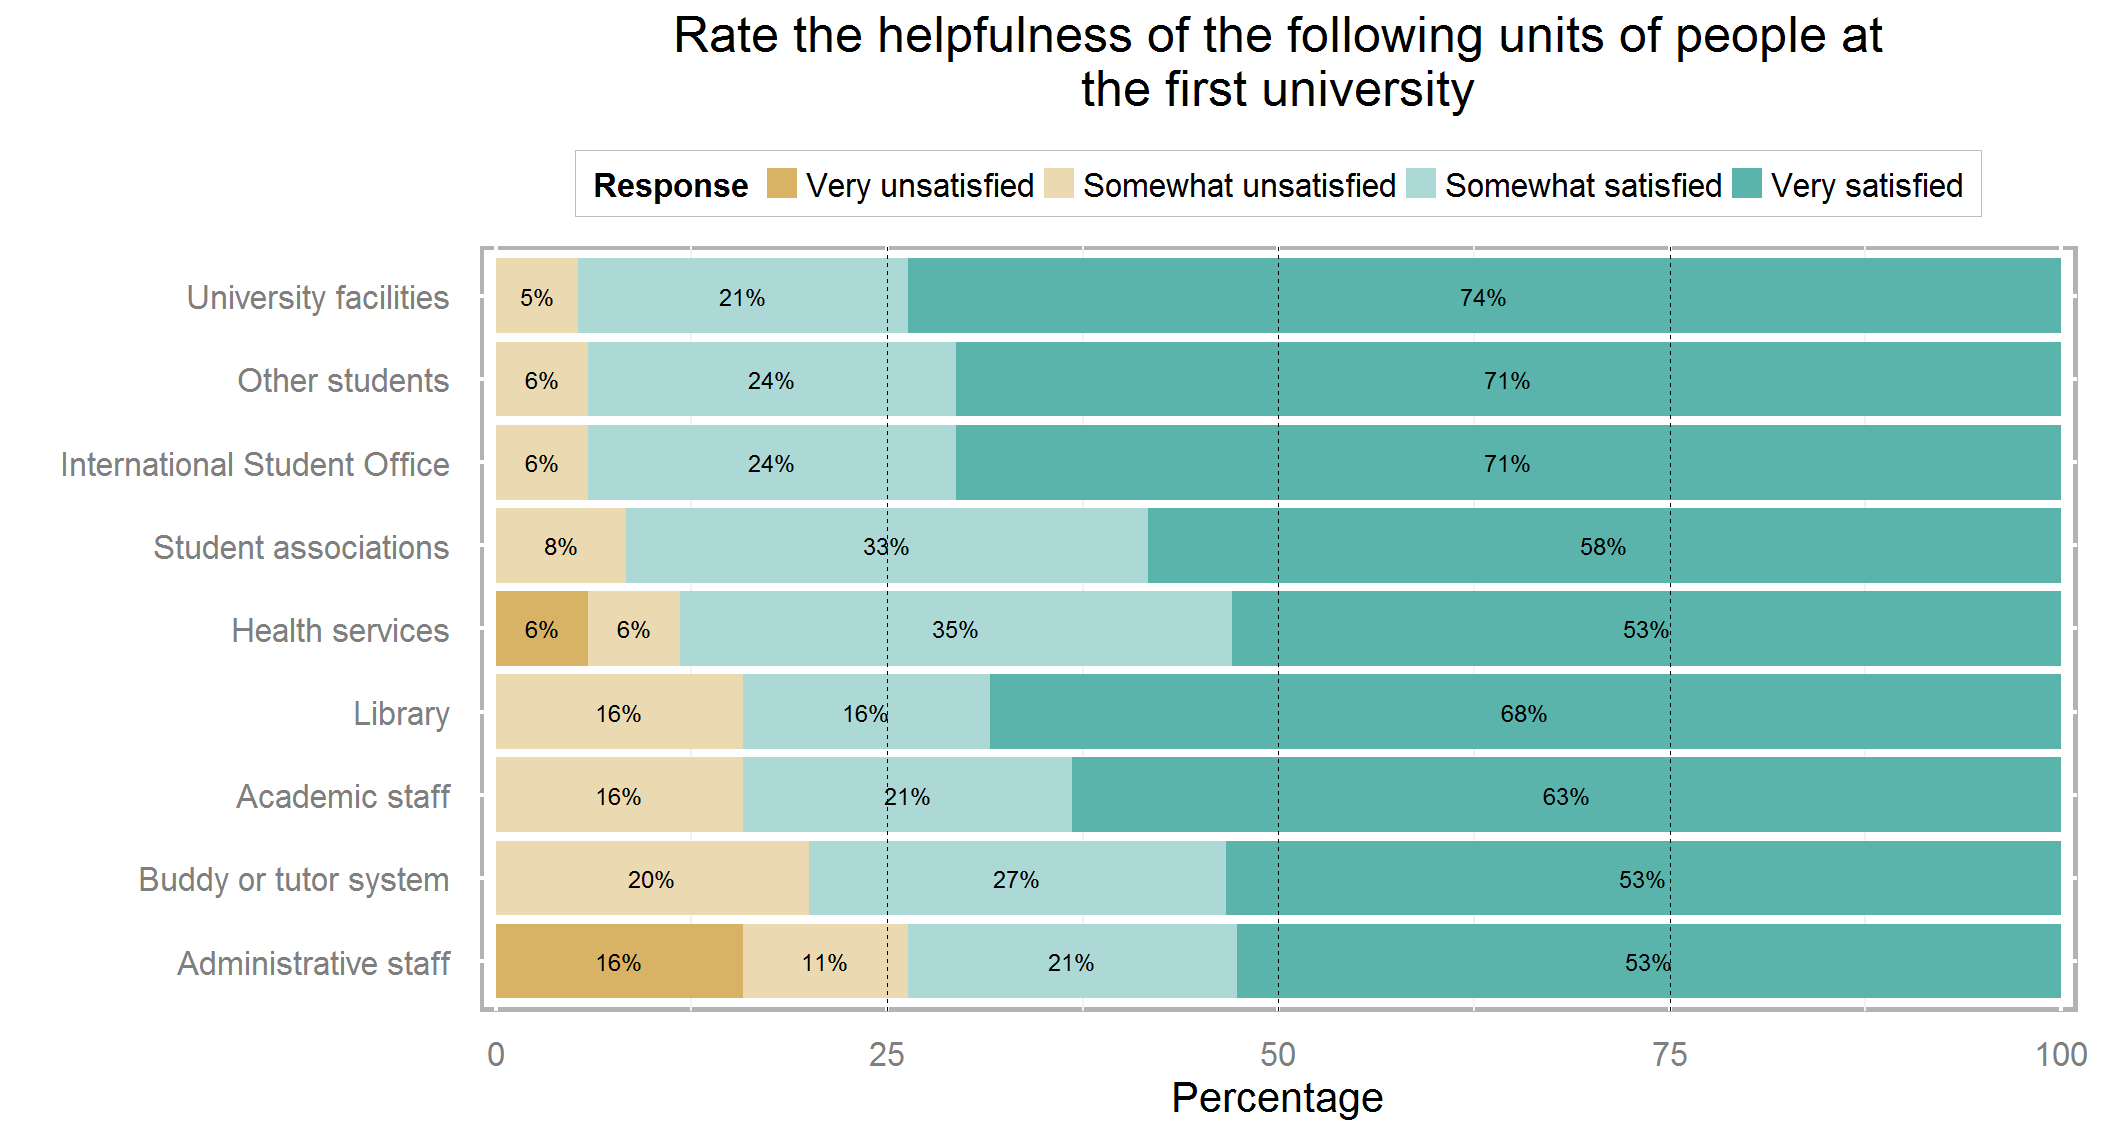 Rate the helpfulness of the following units of people at
the first university
Response Very unsatisfied Somewhat unsatisfied Somewhat satisfied Very satisfied
University facilities 5% 21% 74%
Other students 6% 24% 71%
International Student Office 6% 24% 71%
Student associations 8% 33% 58%
Health services 6% 6% 35% 53%
Library 16% 16% 68%
Academic staff 16% 21% 63%
Buddy or tutor system 20% 27% 53%
Administrative staff 16% 11% 21% 53%
0 25 50 75 100
Percentage